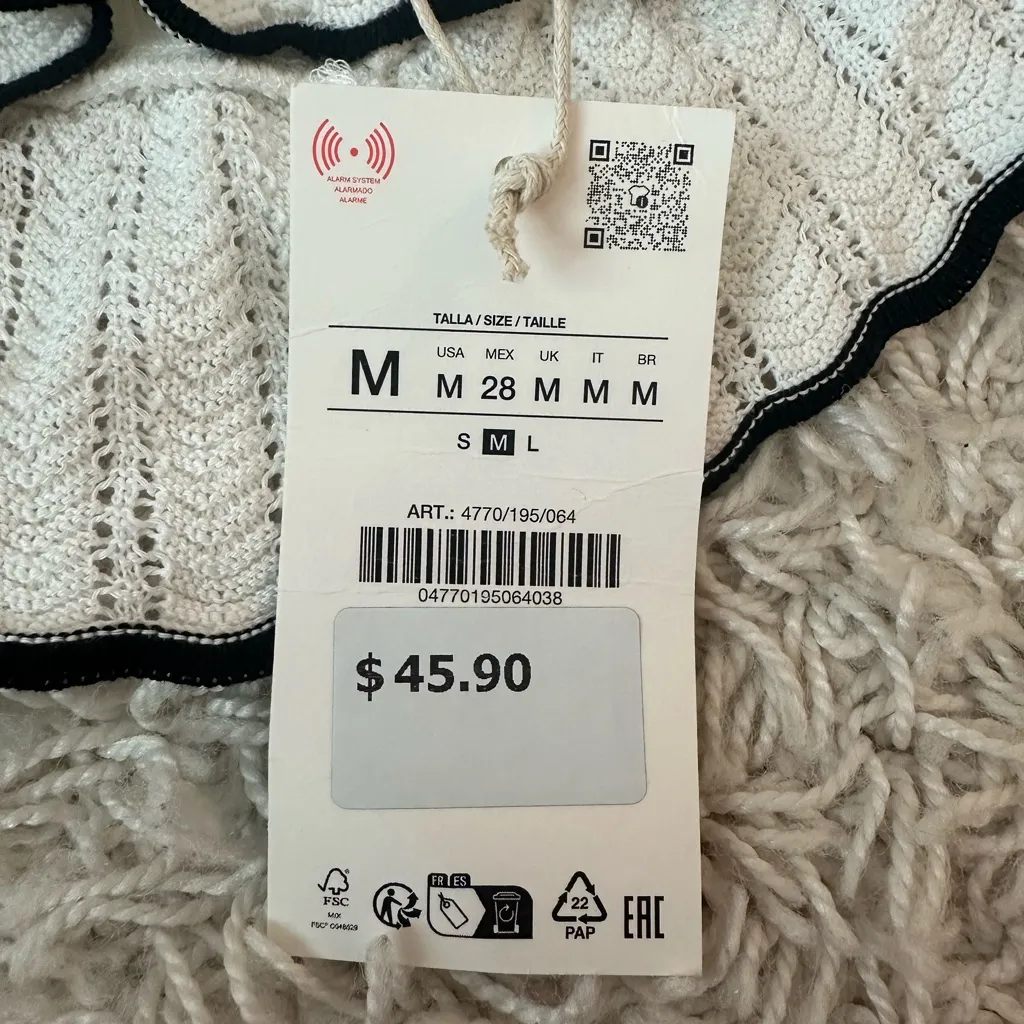 ALARM SYSTEM
ALARMADO
ALARME
TALLA / SIZE / TAILLE
M
USA MEX UK IT BR
M 28 M M M
S M L
ART.: 4770/195/064
04770195064038
$ 45.90
FR ES
FSC
MIX
22
PAP
EAC